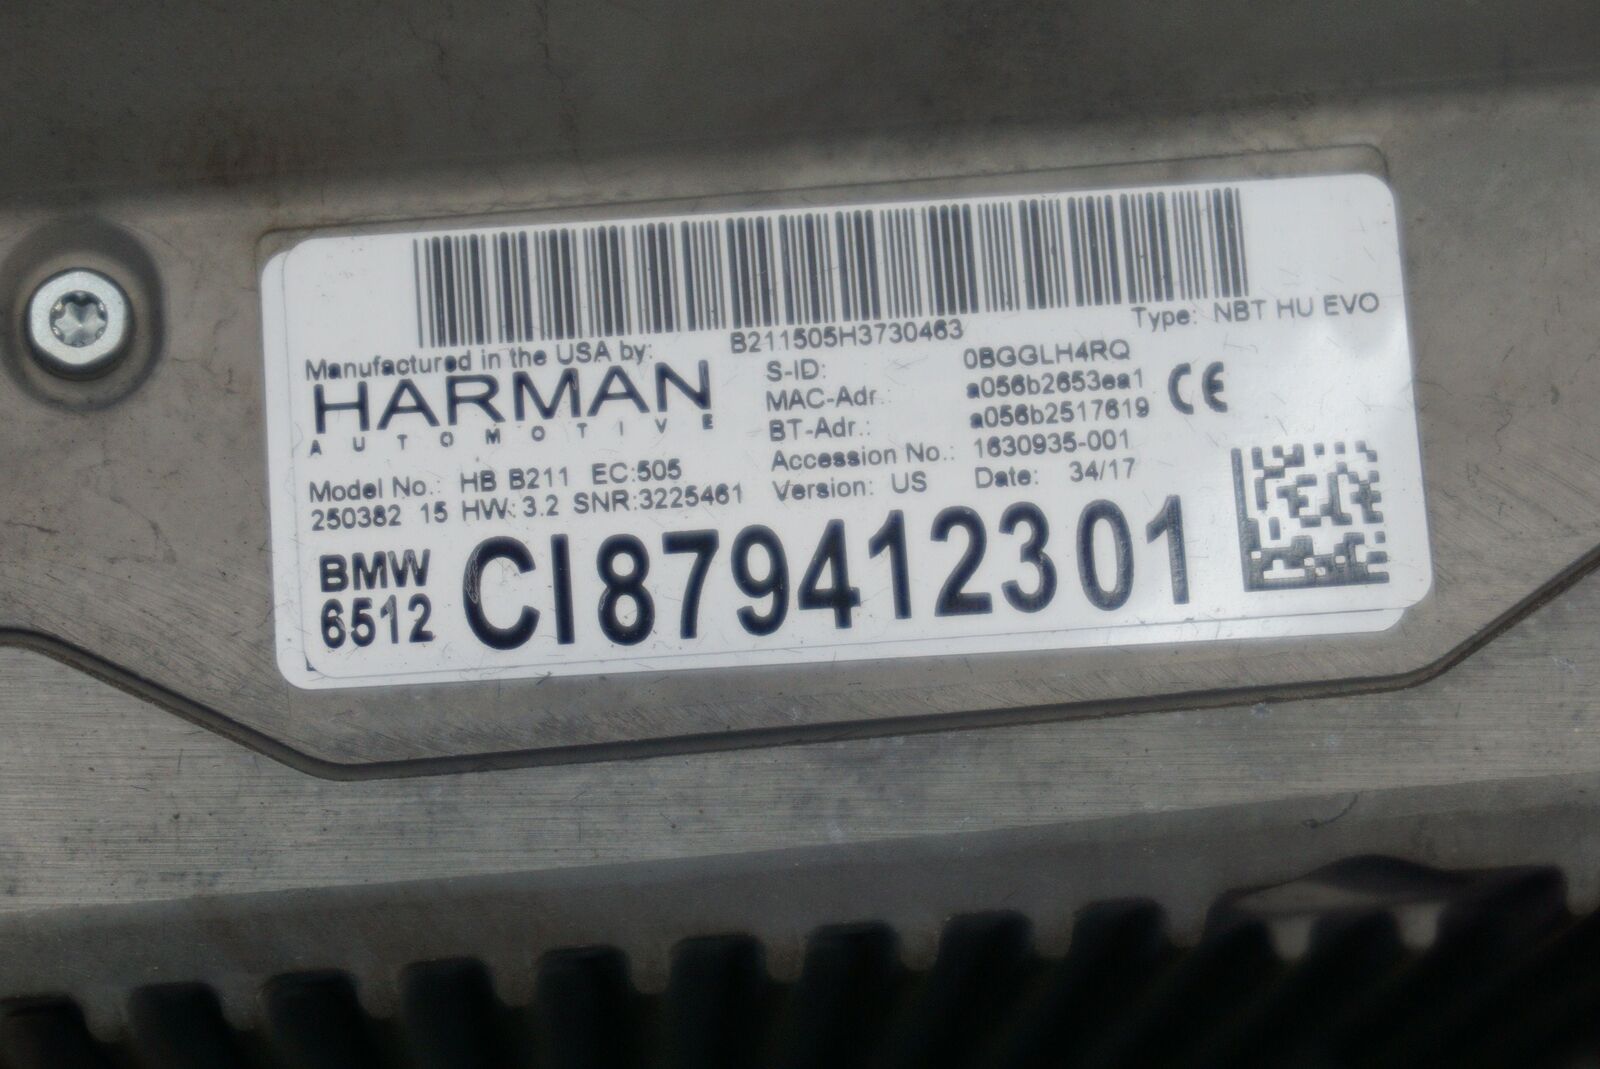 B211505H3730463
Type: NBT HU EVO
Manufactured in the USA by:
HARMAN
AUTOMOTIVE
S-ID: 0BGGLH4RQ
MAC-Adr.: a056b2653ea1
BT-Adr.: a056b2517619
CE
Accession No.: 1630935-001
Model No.: HB B211 EC:505
Version: US Date: 34/17
250382 15 HW: 3.2 SNR:3225461
BMW
6512 CI879412301